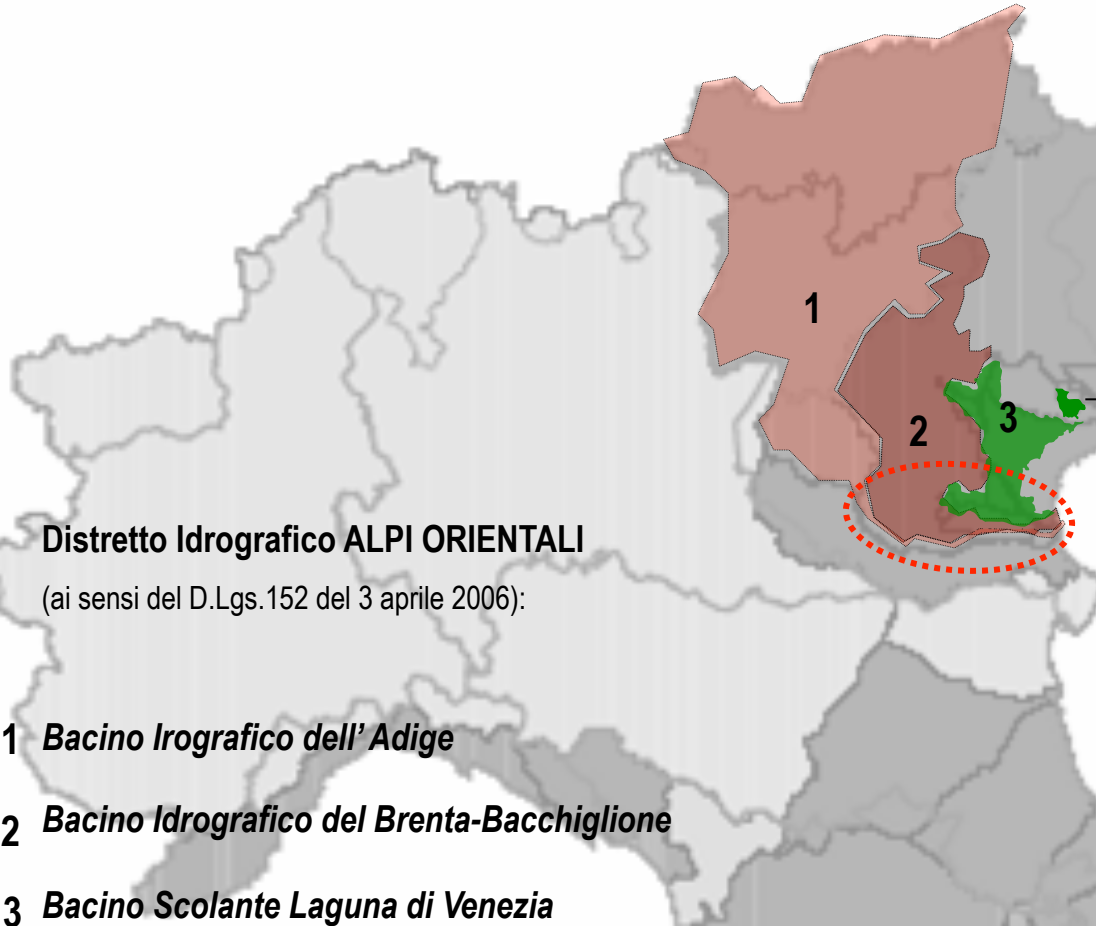 1
2
3
Distretto Idrografico ALPI ORIENTALI
(ai sensi del D.Lgs.152 del 3 aprile 2006):
1 Bacino Irografico dell’Adige
2 Bacino Idrografico del Brenta-Bacchiglione
3 Bacino Scolante Laguna di Venezia